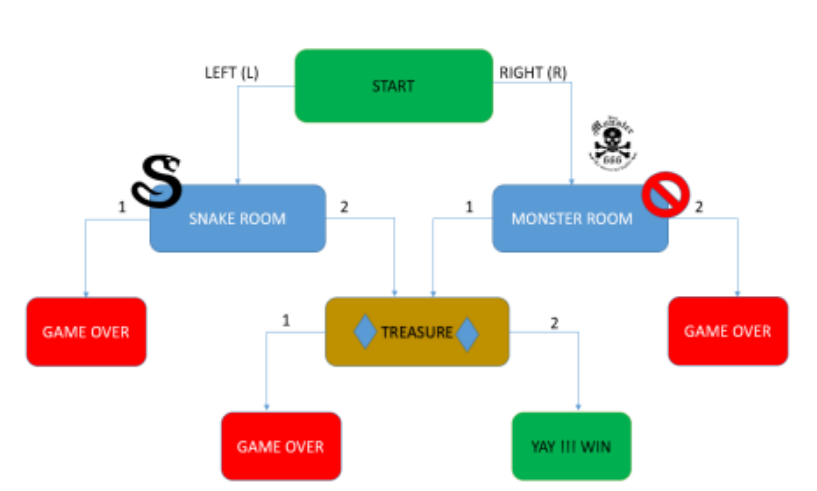 LEFT (L)
START
RIGHT (R)
666
1
SNAKE ROOM
2
1
MONSTER ROOM
2
GAME OVER
1
TREASURE
2
GAME OVER
GAME OVER
YAY !!! WIN